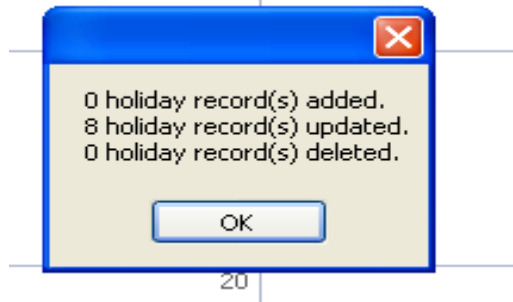 0 holiday record(s) added.
8 holiday record(s) updated.
0 holiday record(s) deleted.
OK
20